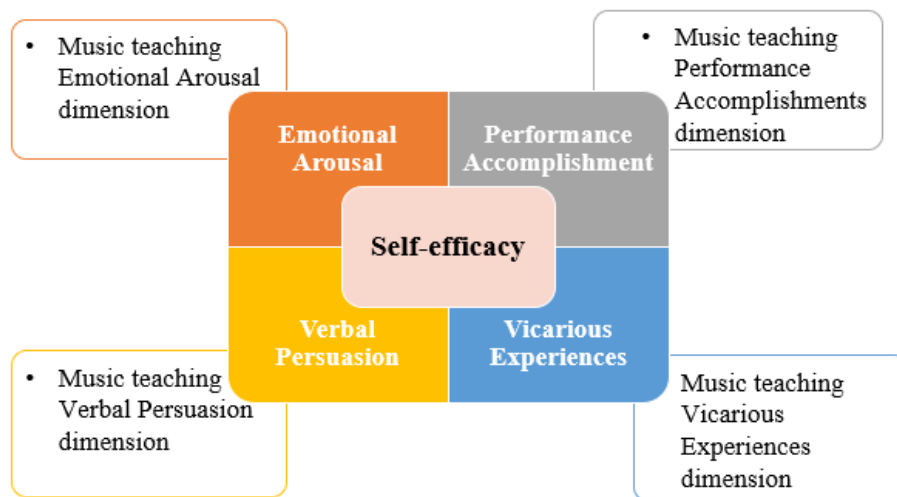 • Music teaching
Emotional Arousal
dimension
• Music teaching
Performance
Accomplishments
dimension
Emotional
Arousal
Performance
Accomplishment
Self-efficacy
Verbal
Persuasion
Vicarious
Experiences
• Music teaching
Verbal Persuasion
dimension
Music teaching
Vicarious
Experiences
dimension